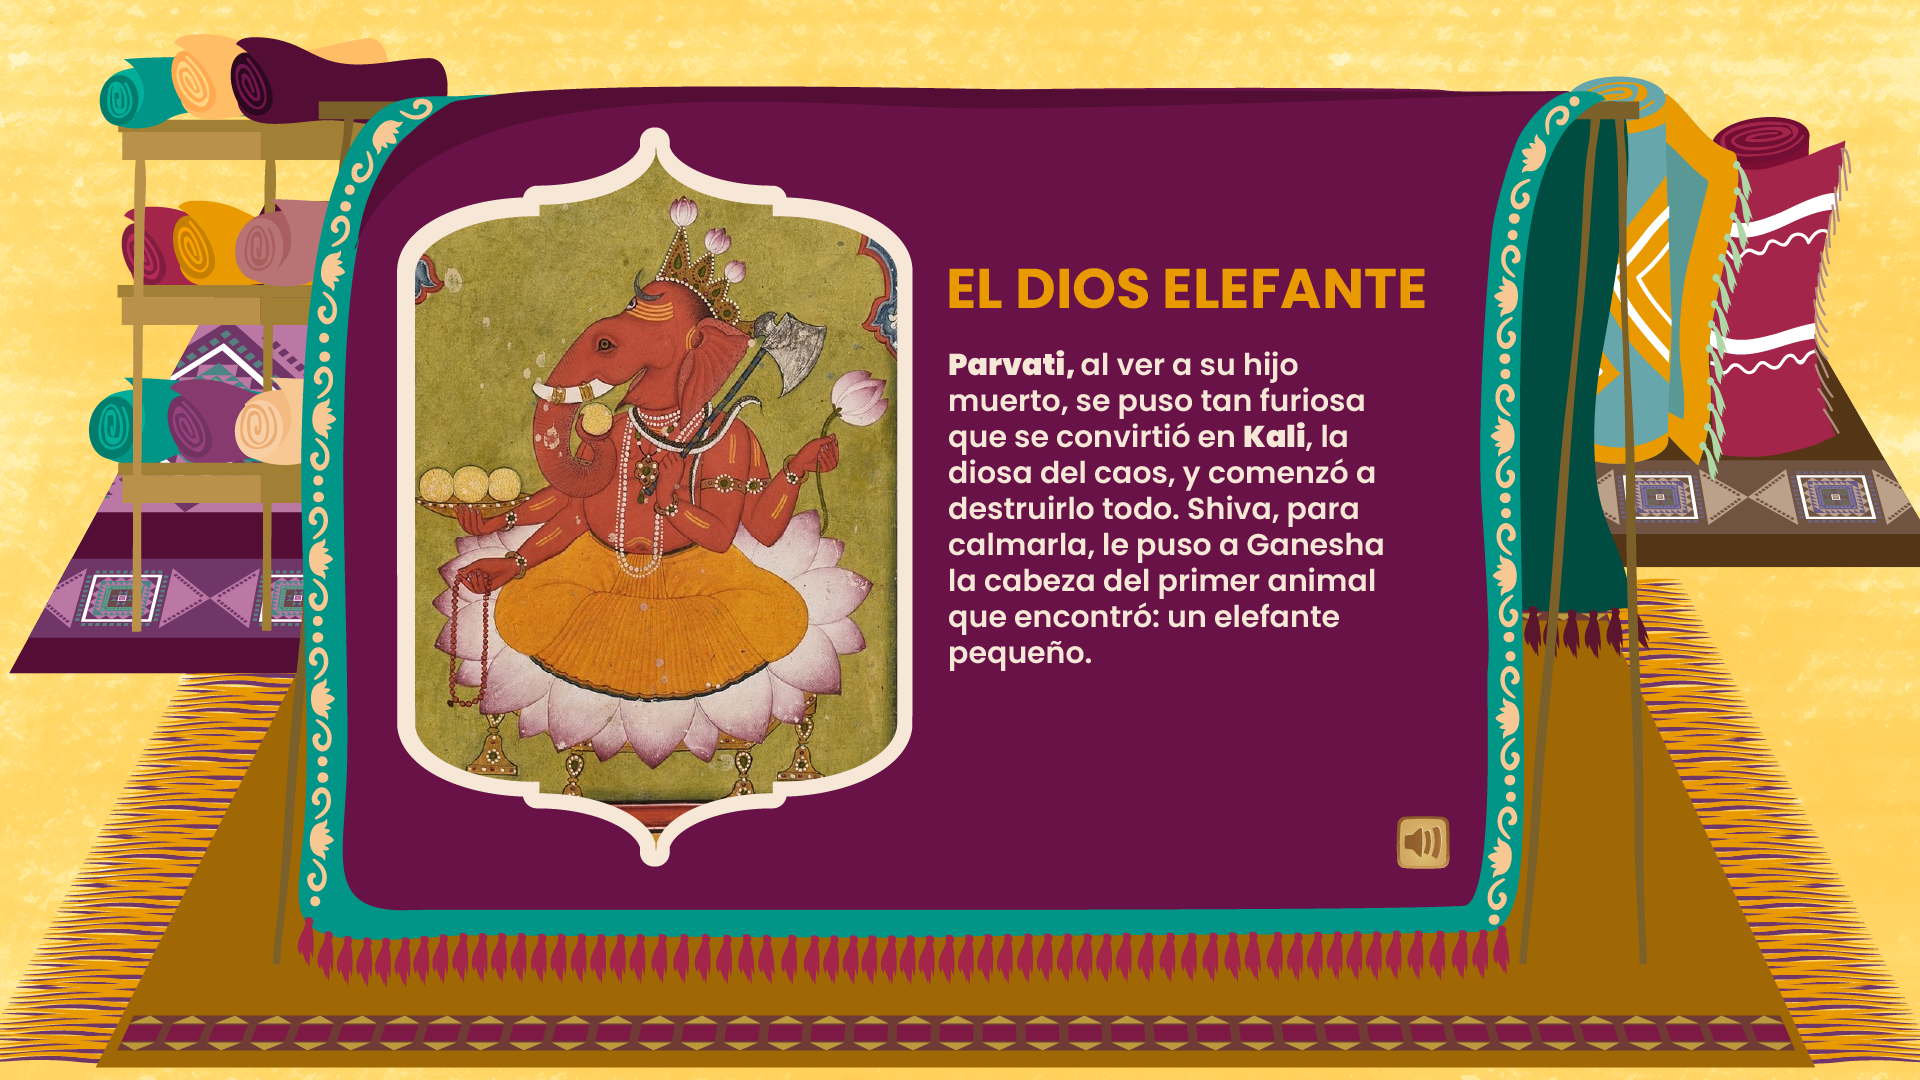 EL DIOS ELEFANTE
Parvati, al ver a su hijo
muerto, se puso tan furiosa
que se convirtió en Kali, la
diosa del caos, y comenzó a
destruirlo todo. Shiva, para
calmarla, le puso a Ganesha
la cabeza del primer animal
que encontró: un elefante
pequeño.